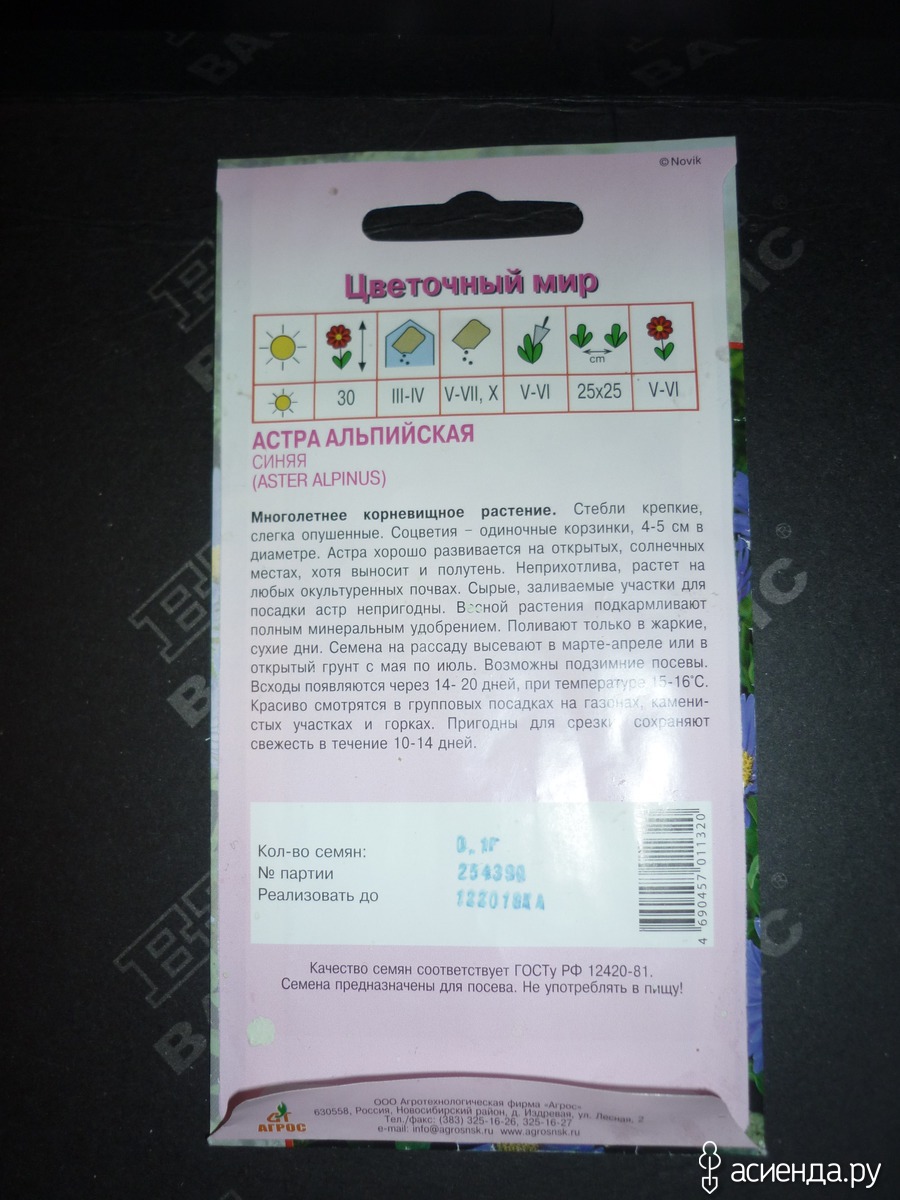 © Novik
Цветочный мир
cm
30 III-IV V-VII, X V-VI 25x25 V-VI
АСТРА АЛЬПИЙСКАЯ
СИНЯЯ
(ASTER ALPINUS)
Многолетнее корневищное растение. Стебли крепкие,
слегка опушенные. Соцветия – одиночные корзинки, 4-5 см в
диаметре. Астра хорошо развивается на открытых, солнечных
местах, хотя выносит и полутень. Неприхотлива, растет на
любых окультуренных почвах. Сырые, заливаемые участки для
посадки астр непригодны. Весной растения подкармливают
полным минеральным удобрением. Поливают только в жаркие,
сухие дни. Семена на рассаду высевают в марте-апреле или в
открытый грунт с мая по июль. Возможны подзимние посевы.
Всходы появляются через 14- 20 дней, при температуре 15-16°С.
Красиво смотрятся в групповых посадках на газонах, камени-
стых участках и горках. Пригодны для срезки сохраняют
свежесть в течение 10-14 дней.
Кол-во семян: 0.1г
№ партии 254390
Реализовать до 122018КА
4 690457 011320
Качество семян соответствует ГОСТу РФ 12420-81.
Семена предназначены для посева. Не употреблять в пищу!
АГРОС
ООО Агротехнологическая фирма «Агрос»
630558, Россия, Новосибирский район, д. Издревая, ул. Лесная, 2
Тел./факс: (383) 325-16-26, 325-16-27
e-mail: info@agrosnsk.ru www.agrosnsk.ru
асиенда.ру